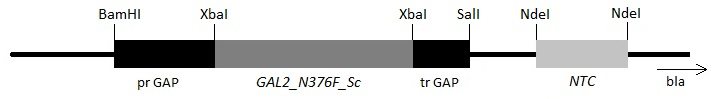 BamHI XbaI XbaI SalI NdeI NdeI
pr GAP GAL2_N376F_Sc tr GAP NTC bla